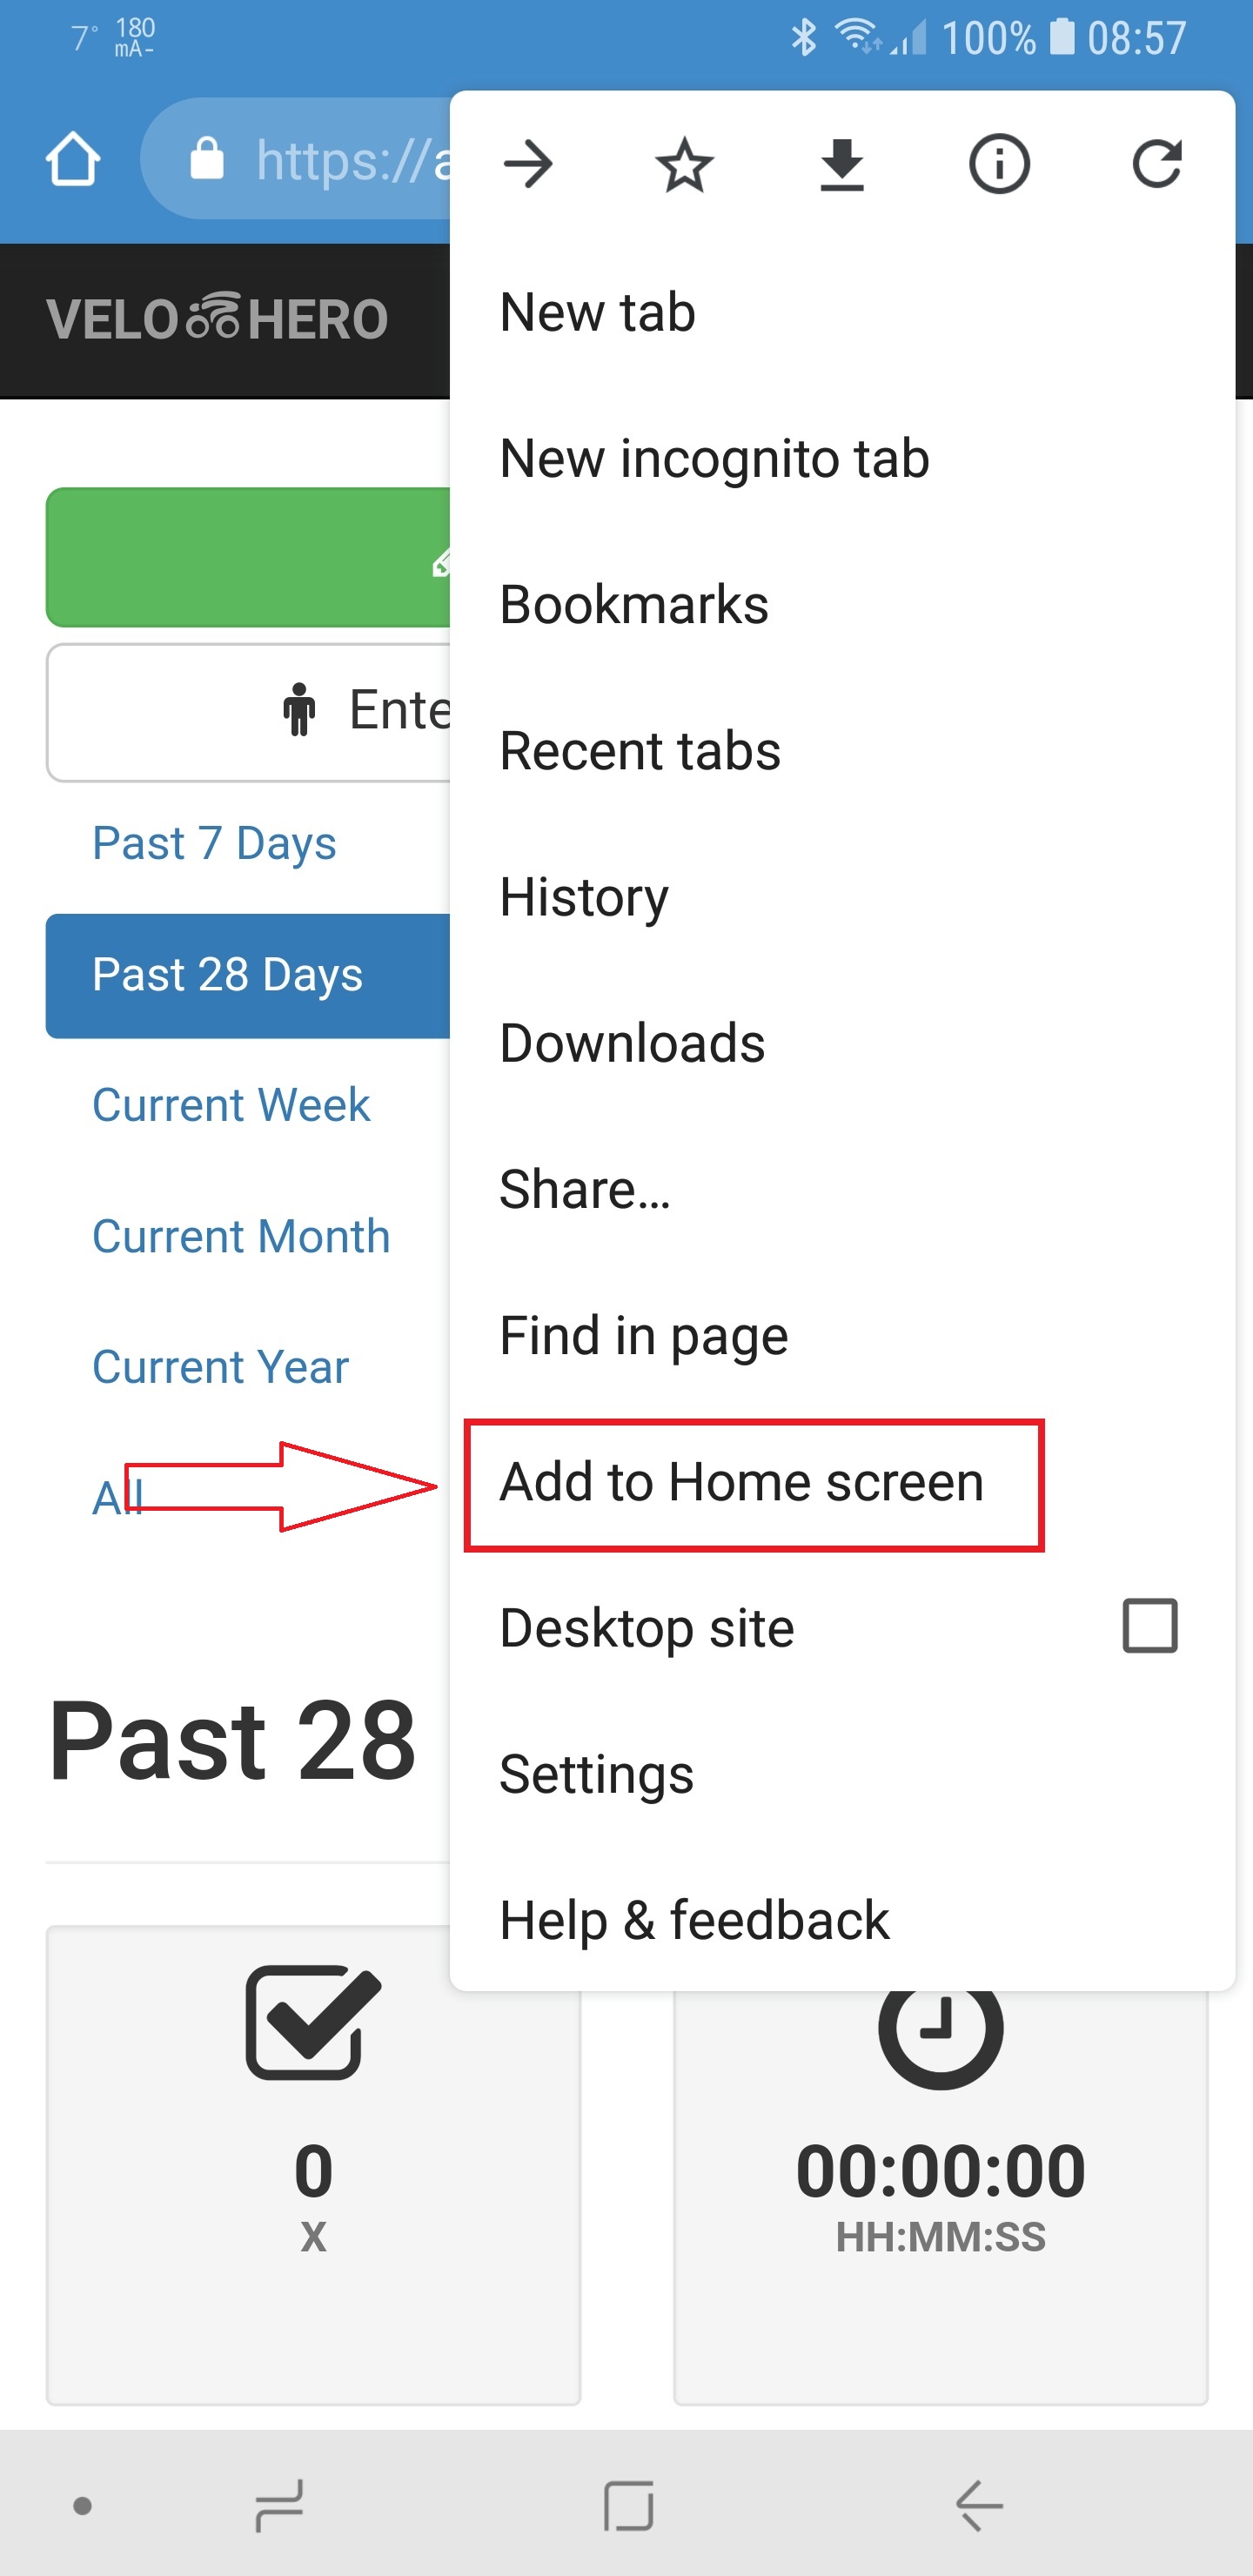 7° 180 mA- 100% 08:57
https://a
VELO HERO
New tab
New incognito tab
Bookmarks
Ente
Recent tabs
Past 7 Days
History
Past 28 Days
Downloads
Current Week
Share...
Current Month
Find in page
Current Year
Add to Home screen
All
Desktop site
Past 28
Settings
Help & feedback
0
X
00:00:00
HH:MM:SS